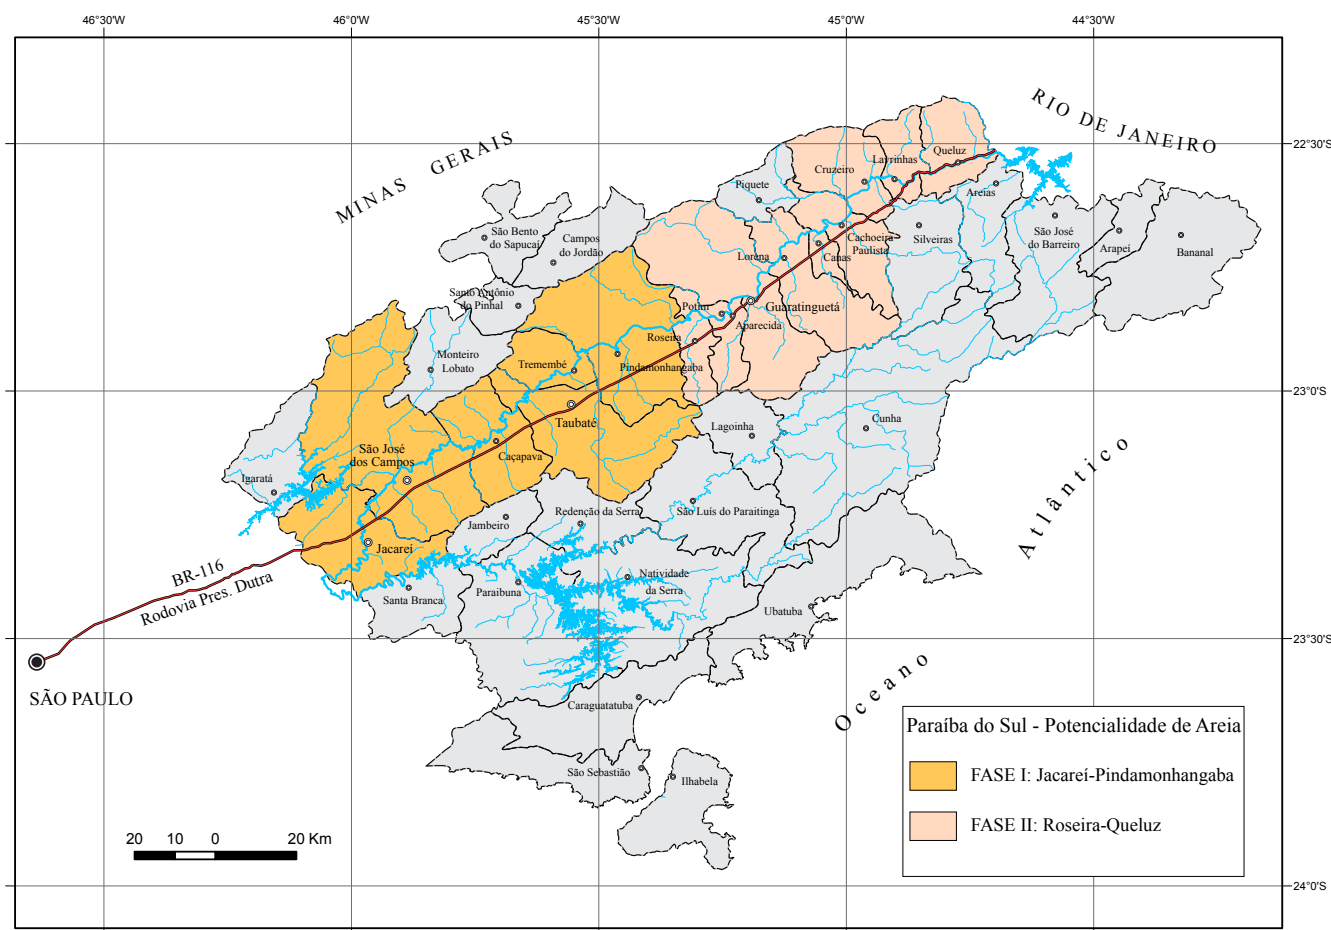 46°30'W
46°0'W
45°30'W
45°0'W
44°30'W
RIO DE JANEIRO
MINAS GERAIS
22°30'S
Queluz
Lavrinhas
Cruzeiro
Piquete
Areias
São Bento
do Sapucaí
Campos
do Jordão
Silveiras
São José
do Barreiro
Arapeí
Bananal
Cachoeira
Paulista
Canas
Lorena
Santo Antônio
do Pinhal
Potim
Guaratinguetá
Aparecida
Roseira
Monteiro
Lobato
Tremembé
Pindamonhangaba
23°0'S
Taubaté
Lagoinha
Cunha
São José
dos Campos
Caçapava
Igaratá
Jambeiro
Redenção da Serra
São Luís do Paraitinga
Jacareí
BR-116
Rodovia Pres. Dutra
Santa Branca
Paraibuna
Natividade
da Serra
Ubatuba
23°30'S
SÃO PAULO
Oceano Atlântico
Caraguatatuba
São Sebastião
Ilhabela
Paraíba do Sul - Potencialidade de Areia
FASE I: Jacareí-Pindamonhangaba
FASE II: Roseira-Queluz
20 10 0 20 Km
24°0'S